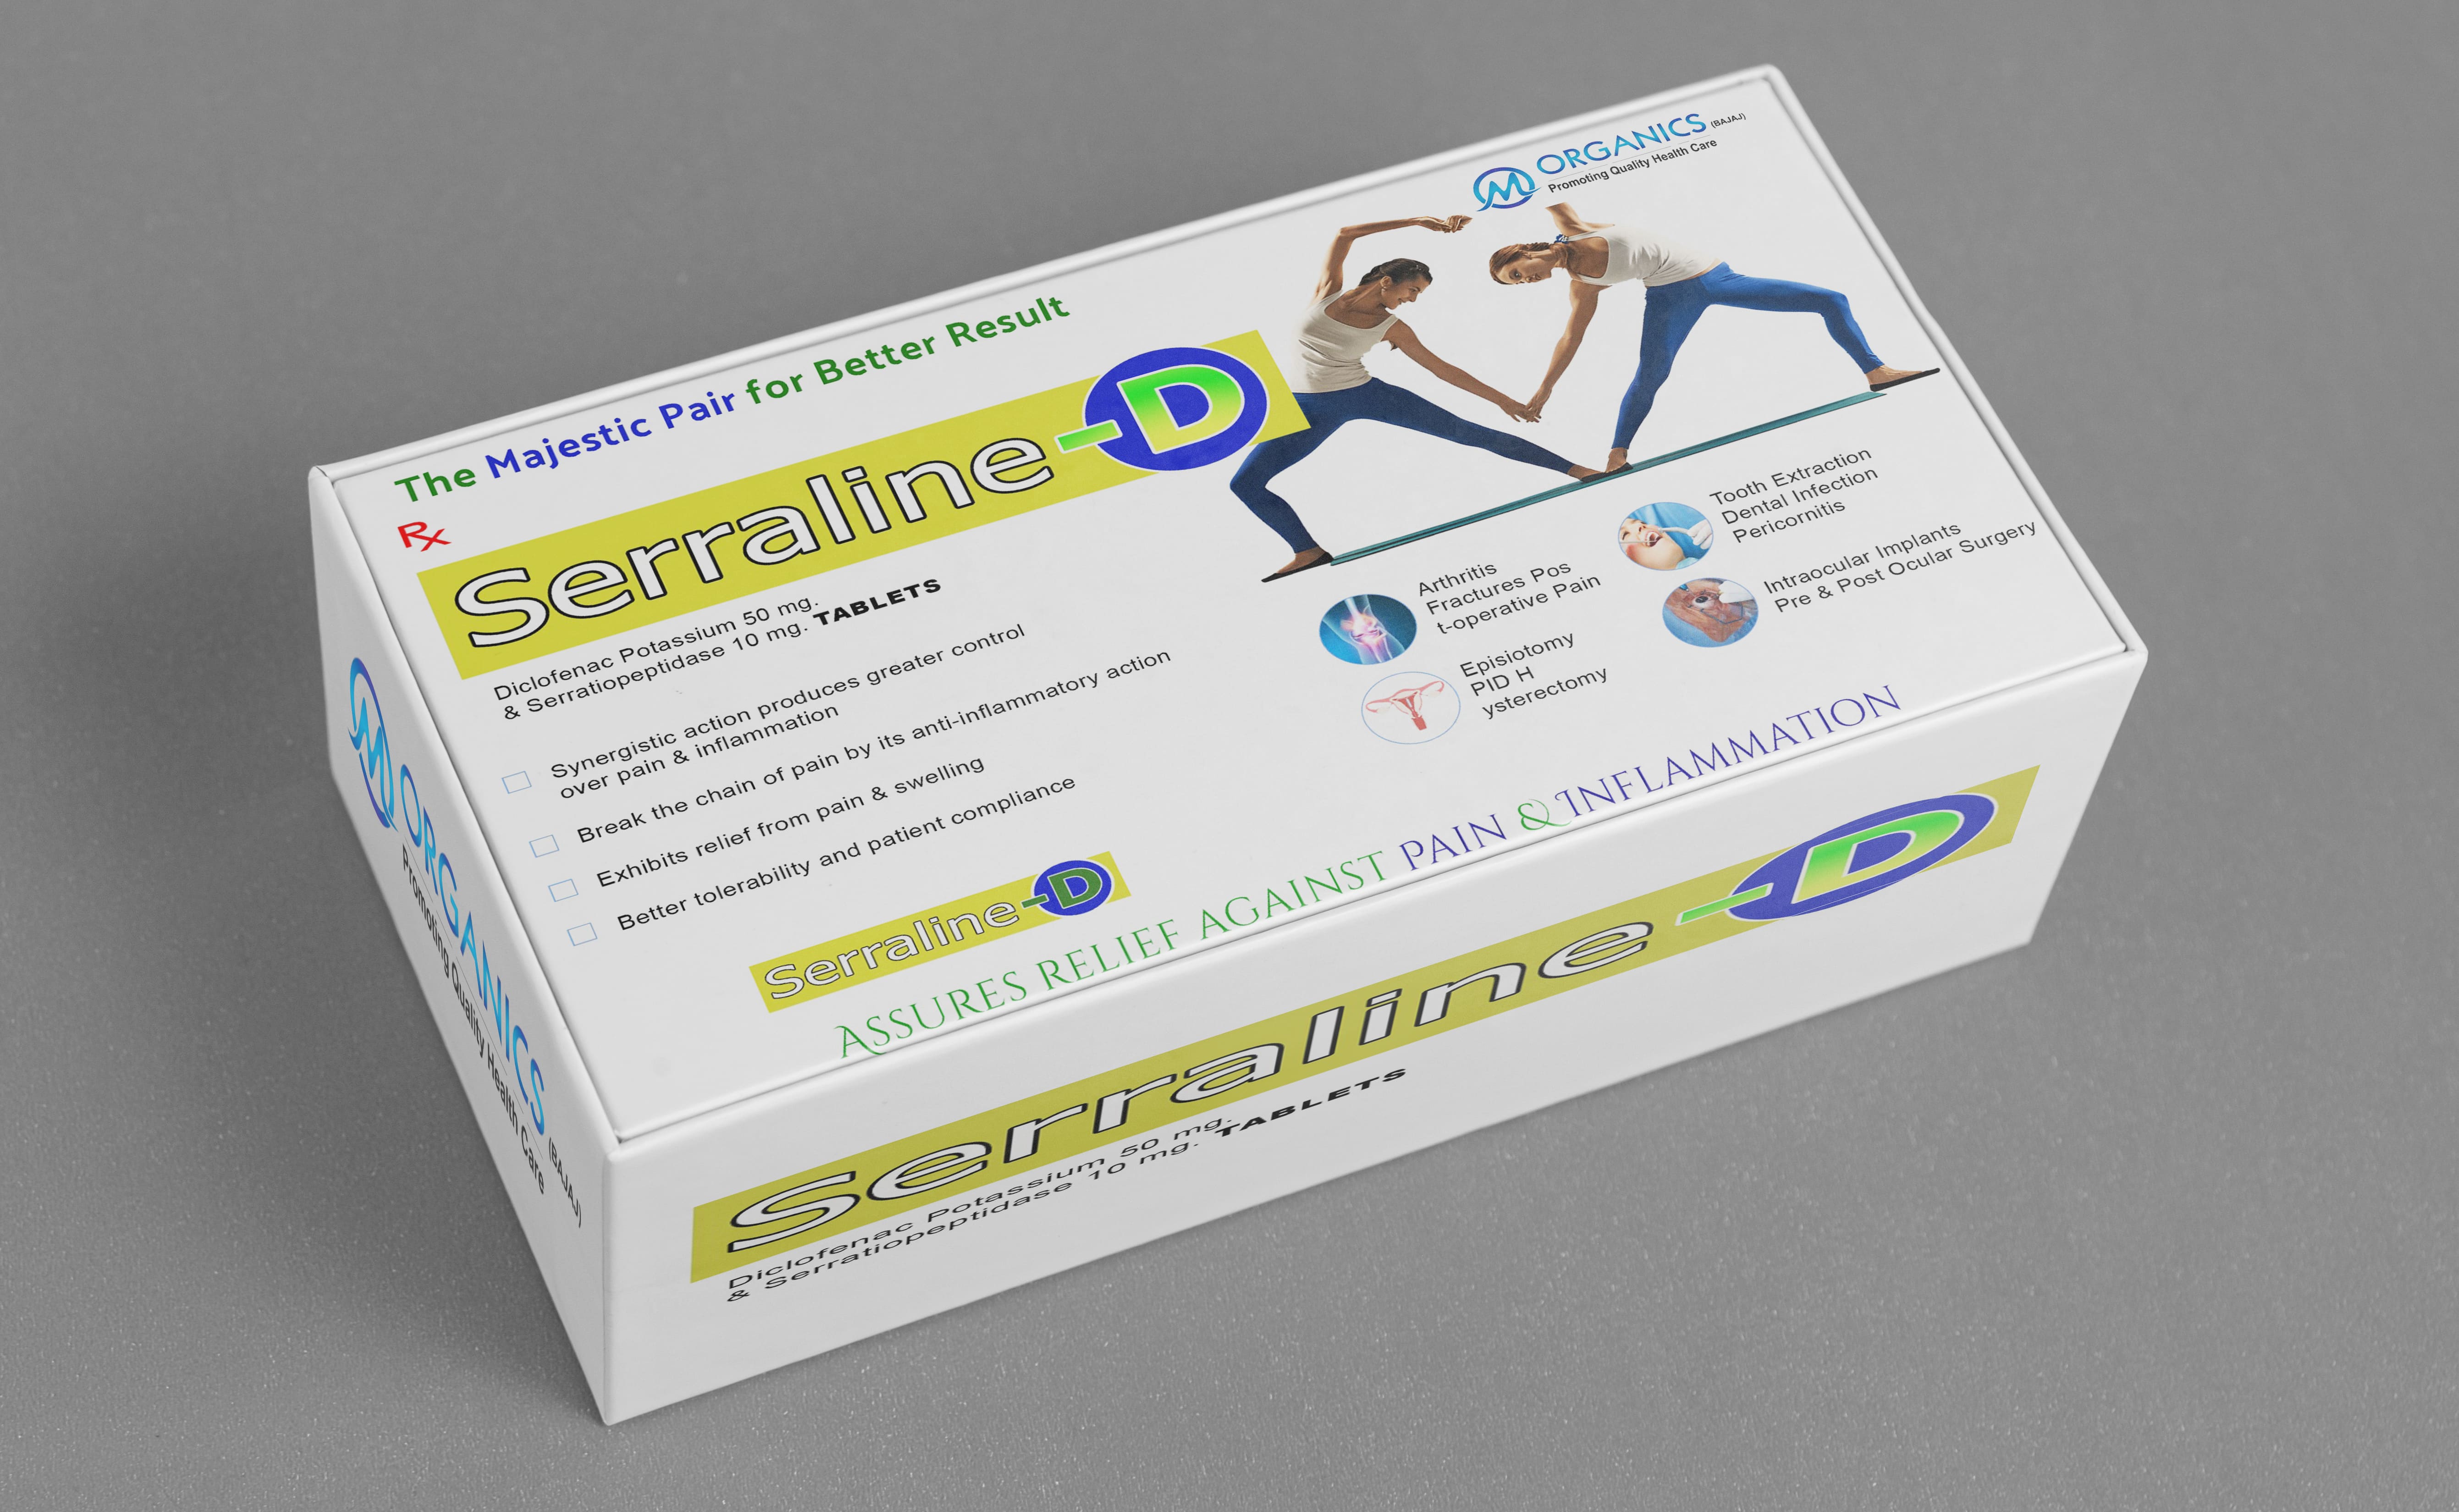 ORGANICS (BAJAJ)
Promoting Quality Health Care
The Majestic Pair for Better Result
Rx
Serraline-D
Diclofenac Potassium 50 mg.
& Serratiopeptidase 10 mg. TABLETS
Synergistic action produces greater control
over pain & inflammation
Break the chain of pain by its anti-inflammatory action
Exhibits relief from pain & swelling
Better tolerability and patient compliance
Tooth Extraction
Dental Infection
Pericornitis
Arthritis
Fractures Pos
t-operative Pain
Intraocular Implants
Pre & Post Ocular Surgery
Episiotomy
PID H
ysterectomy
Serraline-D
ASSURES RELIEF AGAINST PAIN & INFLAMMATION
M ORGANICS (BAJAJ)
Promoting Quality Health Care
Serraline-D
Diclofenac Potassium 50 mg.
& Serratiopeptidase 10 mg. TABLETS